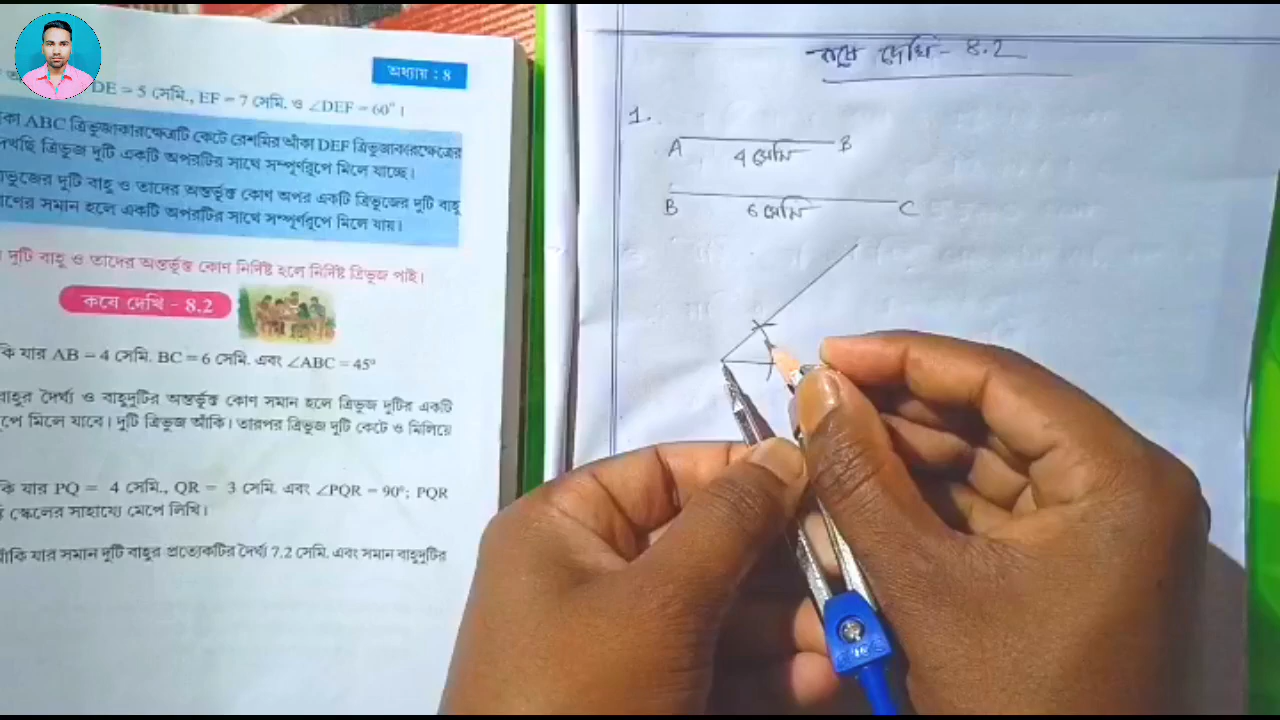 অধ্যায় : 8
DE = 5 সেমি., EF = 7 সেমি. ও ∠DEF = 60° ।
ABC ত্রিভুজাকারক্ষেত্রটি কেটে রেশমির আঁকা DEF ত্রিভুজাকারক্ষেত্রের
ত্রিভুজ দুটি একটি অপরটির সাথে সম্পূর্ণরূপে মিলে যাচ্ছে।
দুটি বাহু ও তাদের অন্তর্ভূক্ত কোণ অপর একটি ত্রিভুজের দুটি বাহু
সমান হলে একটি অপরটির সাথে সম্পূর্ণরূপে মিলে যায়।
দুটি বাহু ও তাদের অন্তর্ভূক্ত কোণ নির্দিষ্ট হলে নির্দিষ্ট ত্রিভুজ পাই।
কষে দেখি - 8.2
যার AB = 4 সেমি. BC = 6 সেমি. এবং ∠ABC = 45°
দৈর্ঘ্য ও বাহুদুটির অন্তর্ভূক্ত কোণ সমান হলে ত্রিভুজ দুটির একটি
মিলে যাবে। দুটি ত্রিভুজ আঁকি। তারপর ত্রিভুজ দুটি কেটে ও মিলিয়ে
যার PQ = 4 সেমি., QR = 3 সেমি. এবং ∠PQR = 90°; PQR
স্কেলের সাহায্যে মেপে লিখি।
যার সমান দুটি বাহুর প্রত্যেকটির দৈর্ঘ্য 7.2 সেমি. এবং সমান বাহুদুটির
কষে দেখি - 8.2
1.
A 4 সেমি B
B 6 সেমি C